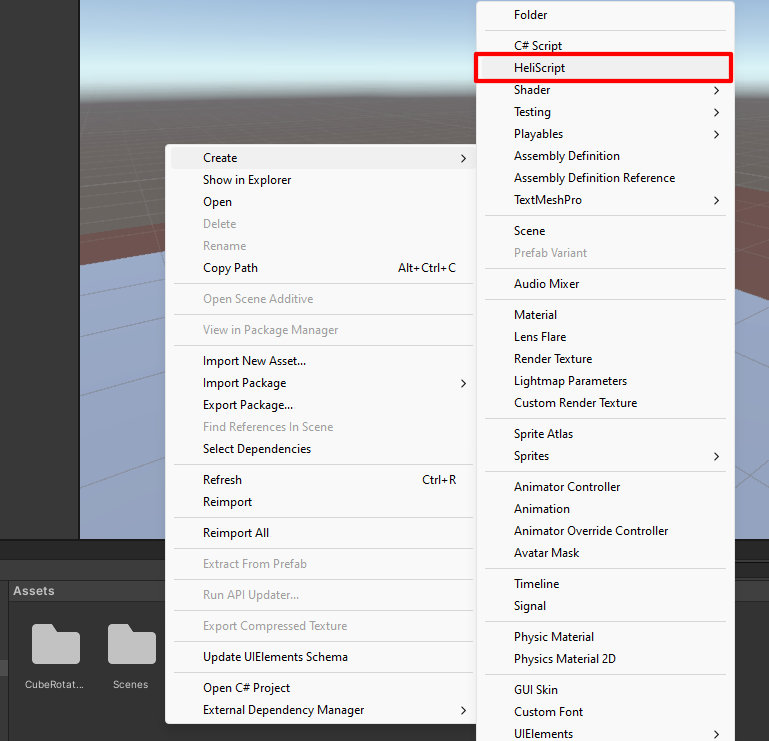 Create
Show in Explorer
Open
Delete
Rename
Copy Path Alt+Ctrl+C
Open Scene Additive
View in Package Manager
Import New Asset...
Import Package
Export Package...
Find References In Scene
Select Dependencies
Refresh Ctrl+R
Reimport
Reimport All
Extract From Prefab
Run API Updater...
Export Compressed Texture
Update UIElements Schema
Open C# Project
External Dependency Manager
Folder
C# Script
HeliScript
Shader
Testing
Playables
Assembly Definition
Assembly Definition Reference
TextMeshPro
Scene
Prefab Variant
Audio Mixer
Material
Lens Flare
Render Texture
Lightmap Parameters
Custom Render Texture
Sprite Atlas
Sprites
Animator Controller
Animation
Animator Override Controller
Avatar Mask
Timeline
Signal
Physic Material
Physics Material 2D
GUI Skin
Custom Font
UIElements
Assets
CubeRotat...
Scenes